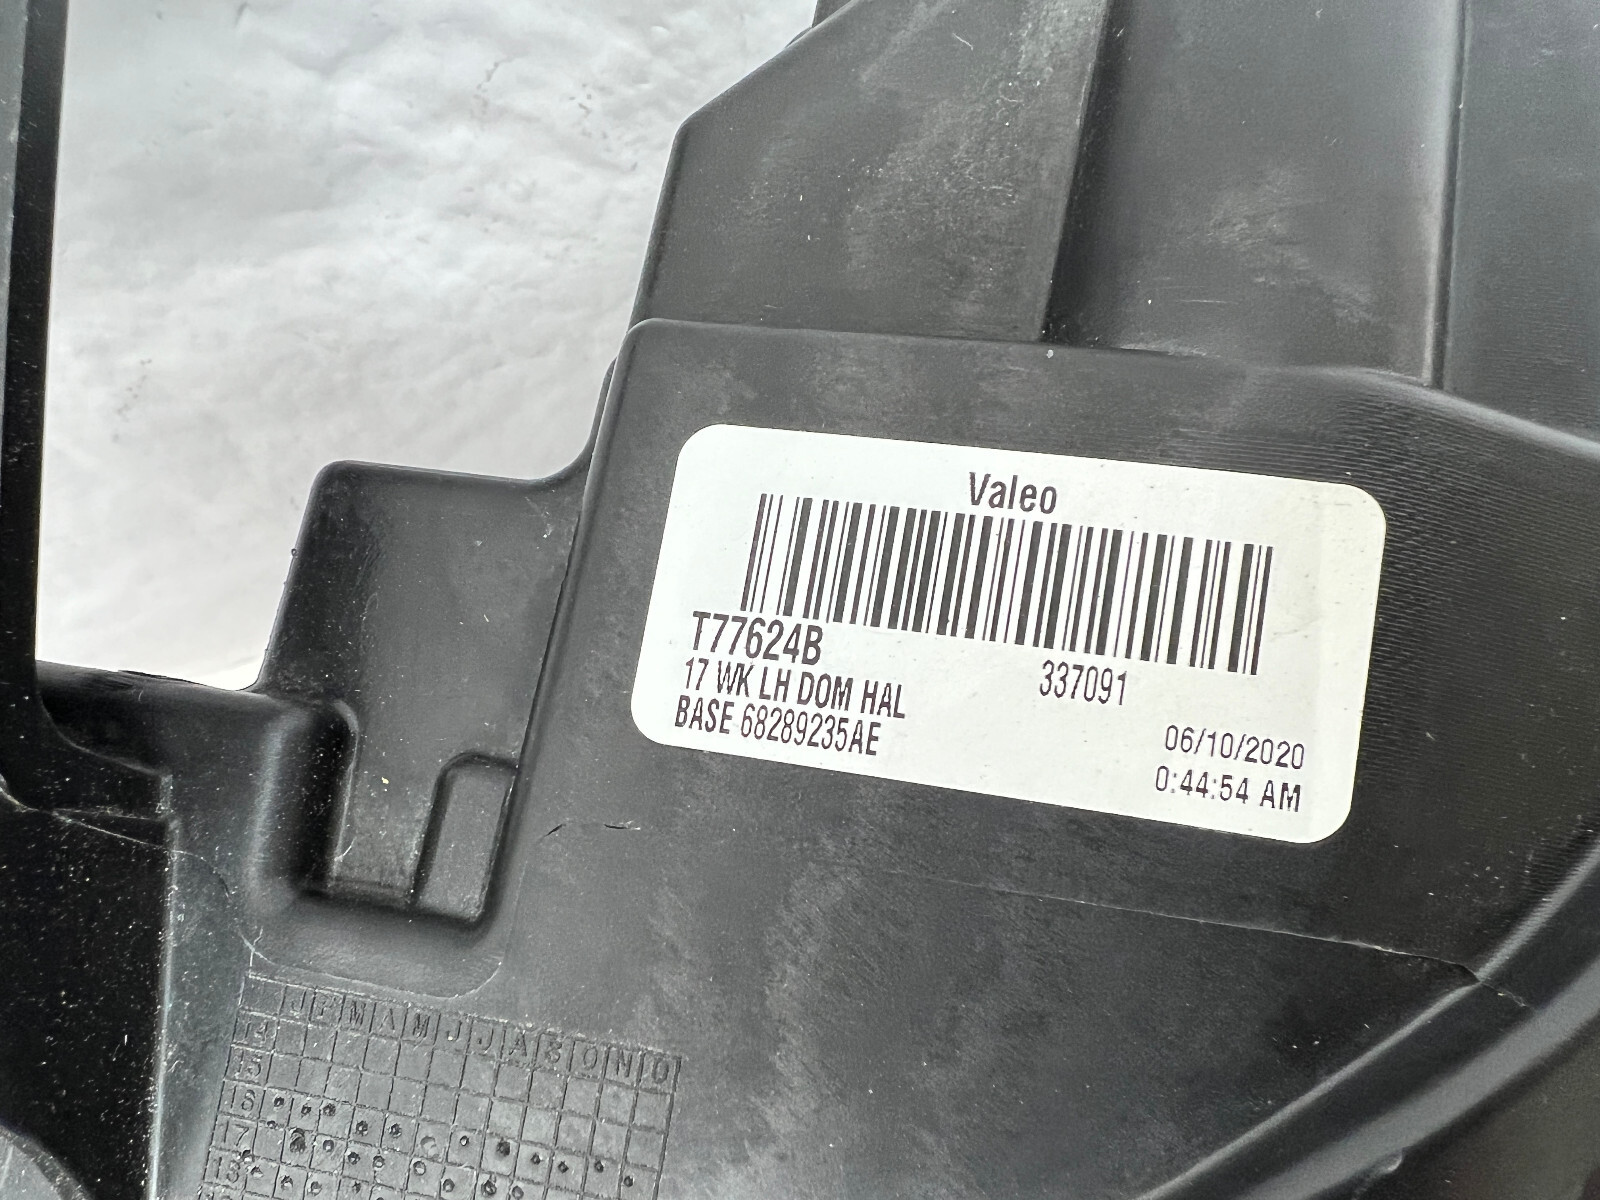 Valeo
T77624B
337091
17 WK LH DOM HAL
BASE 68289235AE
06/10/2020
0:44:54 AM
J F M A M J J A S O N D
14
15
16
17
18